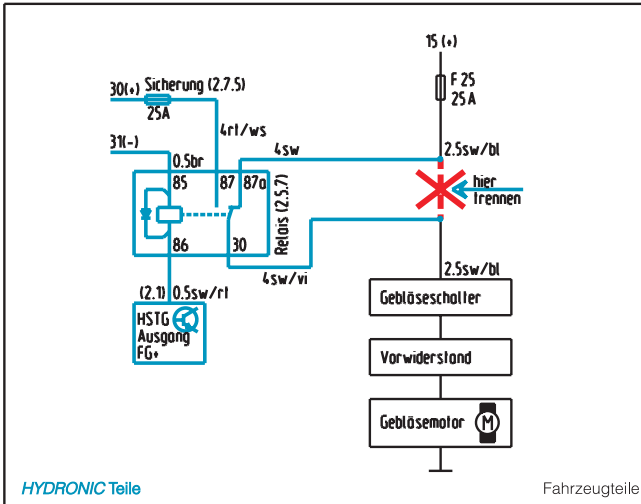 15 (+)
30(+) Sicherung (2.7.5)
25A
F 25
25 A
4rt/ws
31(-)
4sw
2.5sw/bl
0.5br
85 87 87a
hier
trennen
Relais (2.5.7)
86 30
4sw/vi
2.5sw/bl
(2.1) 0.5sw/rt
HSTG
Ausgang
FG+
Gebläseschalter
Vorwiderstand
Gebläsemotor M
HYDRONIC Teile
Fahrzeugteile